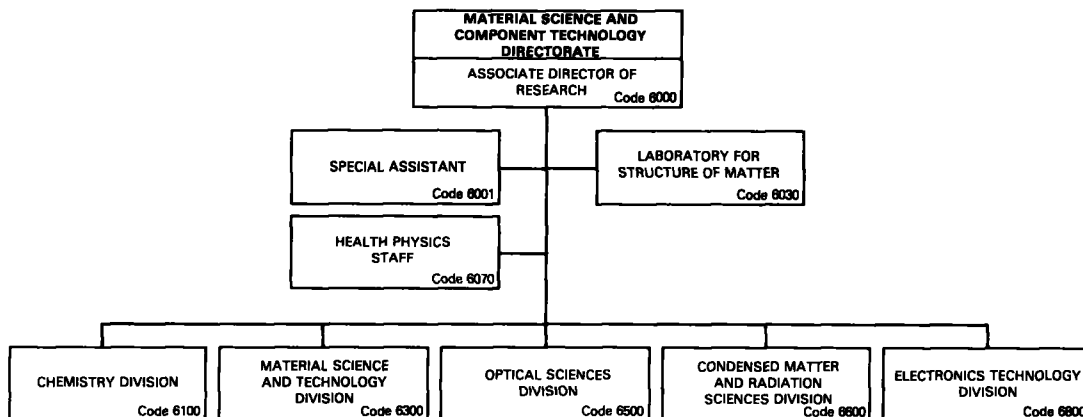 MATERIAL SCIENCE AND
COMPONENT TECHNOLOGY
DIRECTORATE
ASSOCIATE DIRECTOR OF
RESEARCH
Code 6000
SPECIAL ASSISTANT
Code 6001
LABORATORY FOR
STRUCTURE OF MATTER
Code 6030
HEALTH PHYSICS
STAFF
Code 6070
CHEMISTRY DIVISION
Code 6100
MATERIAL SCIENCE
AND TECHNOLOGY
DIVISION
Code 6300
OPTICAL SCIENCES
DIVISION
Code 6500
CONDENSED MATTER
AND RADIATION
SCIENCES DIVISION
Code 6600
ELECTRONICS TECHNOLOGY
DIVISION
Code 6800